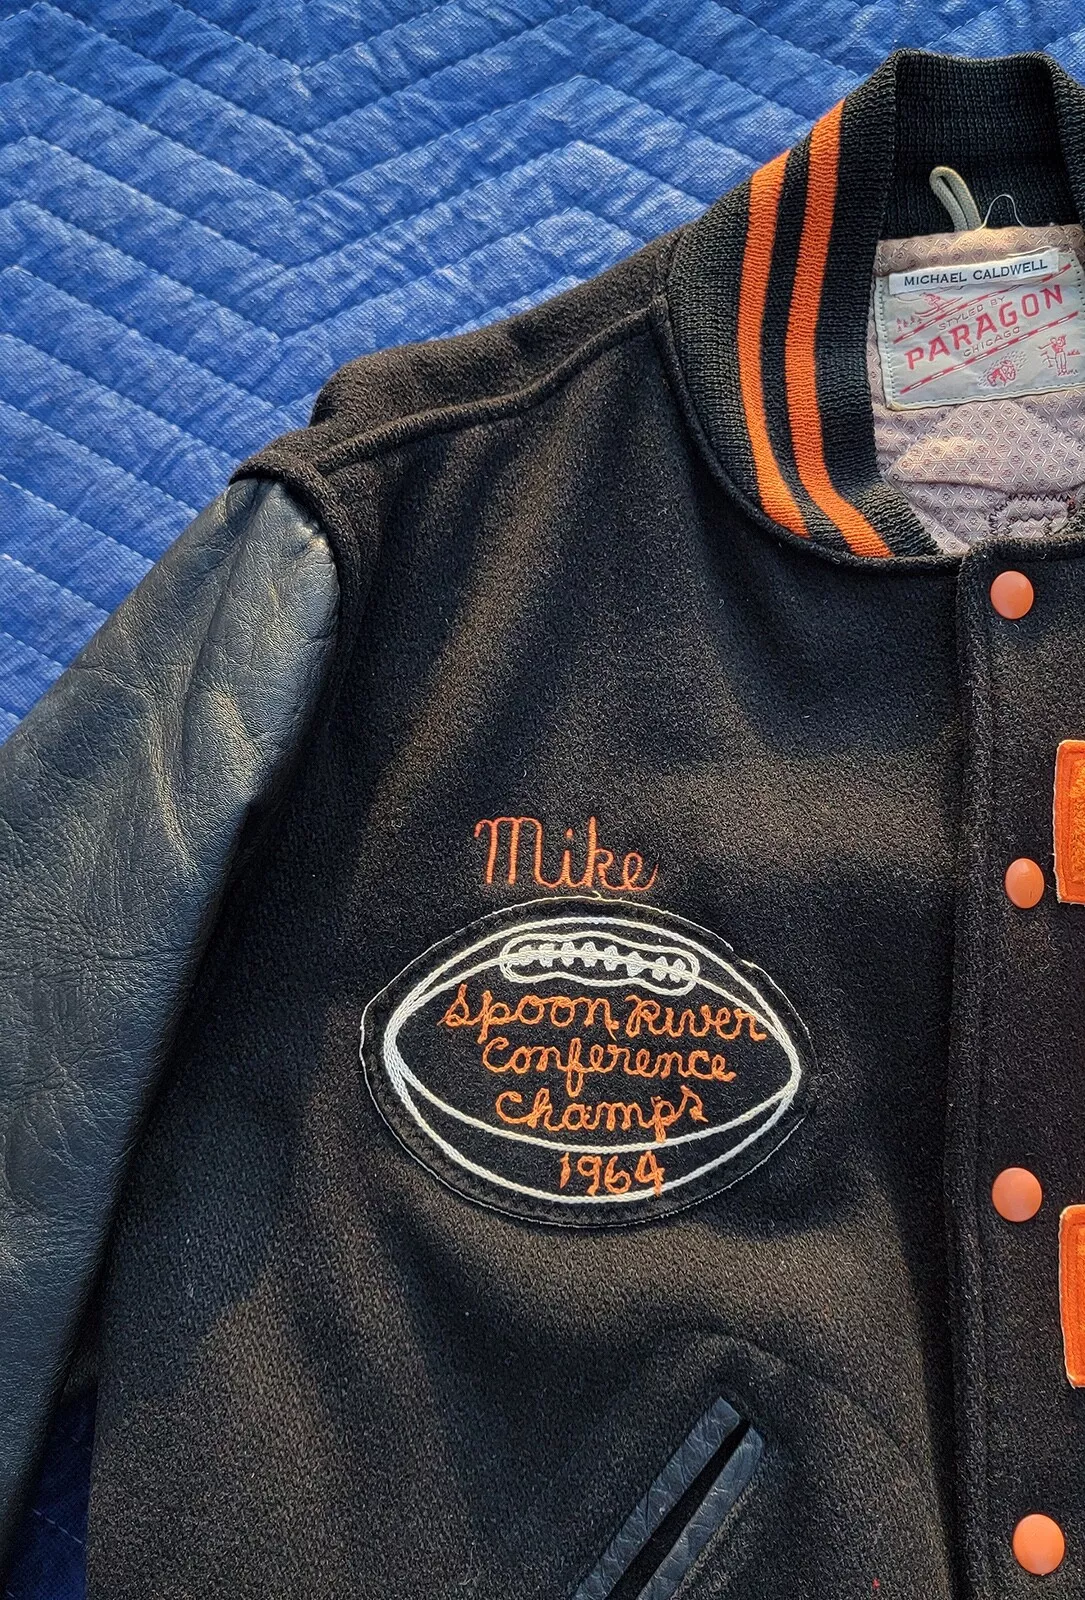 MICHAEL CALDWELL
STYLED BY
PARAGON
CHICAGO
Mike
Spoon River
Conference
Champs
1964